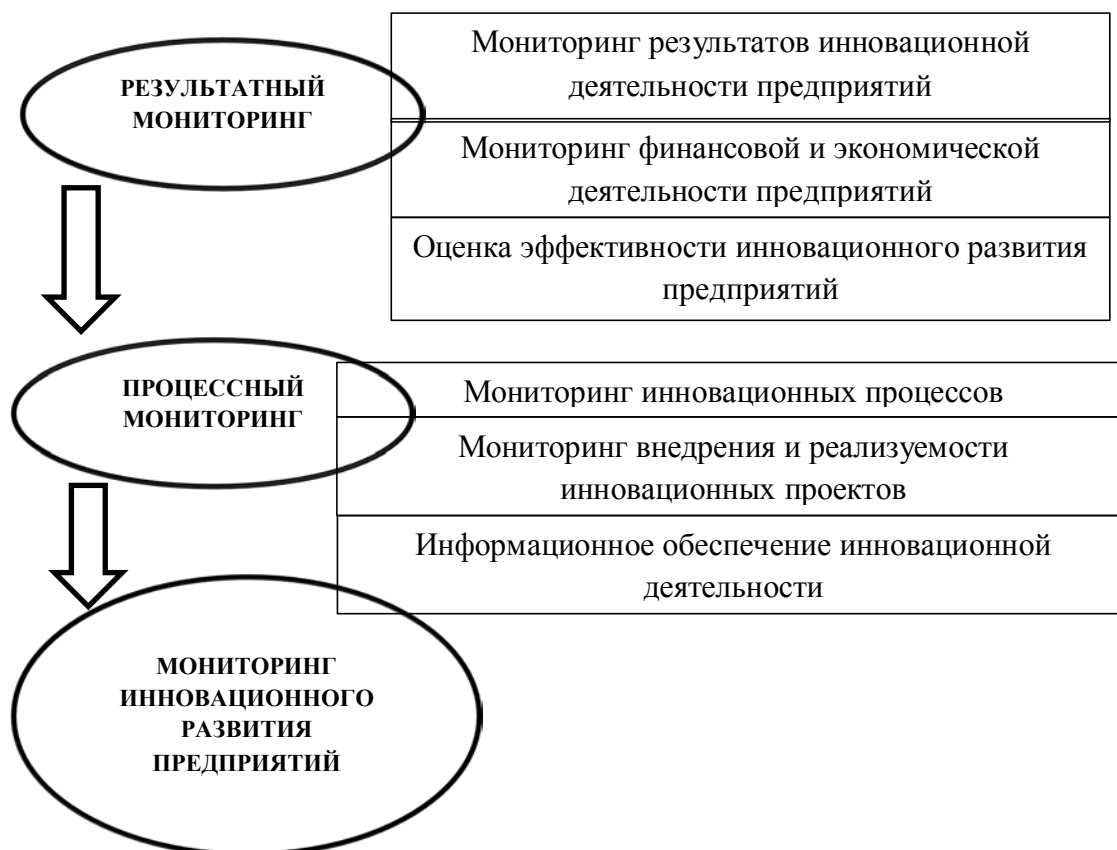 РЕЗУЛЬТАТНЫЙ
МОНИТОРИНГ
Мониторинг результатов инновационной
деятельности предприятий
Мониторинг финансовой и экономической
деятельности предприятий
Оценка эффективности инновационного развития
предприятий
ПРОЦЕССНЫЙ
МОНИТОРИНГ
Мониторинг инновационных процессов
Мониторинг внедрения и реализуемости
инновационных проектов
Информационное обеспечение инновационной
деятельности
МОНИТОРИНГ
ИННОВАЦИОННОГО
РАЗВИТИЯ
ПРЕДПРИЯТИЙ